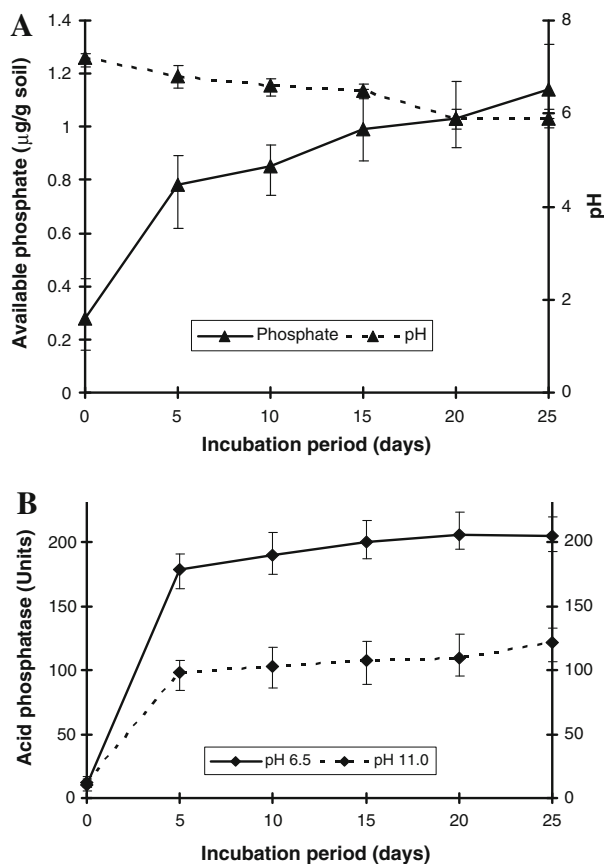 A
Available phosphate (µg/g soil)
1.4
1.2
1
0.8
0.6
0.4
0.2
0
8
6
4
2
0
pH
Phosphate pH
0 5 10 15 20 25
Incubation period (days)
B
Acid phosphatase (Units)
200
150
100
50
0
200
150
100
50
0
pH 6.5 pH 11.0
0 5 10 15 20 25
Incubation period (days)